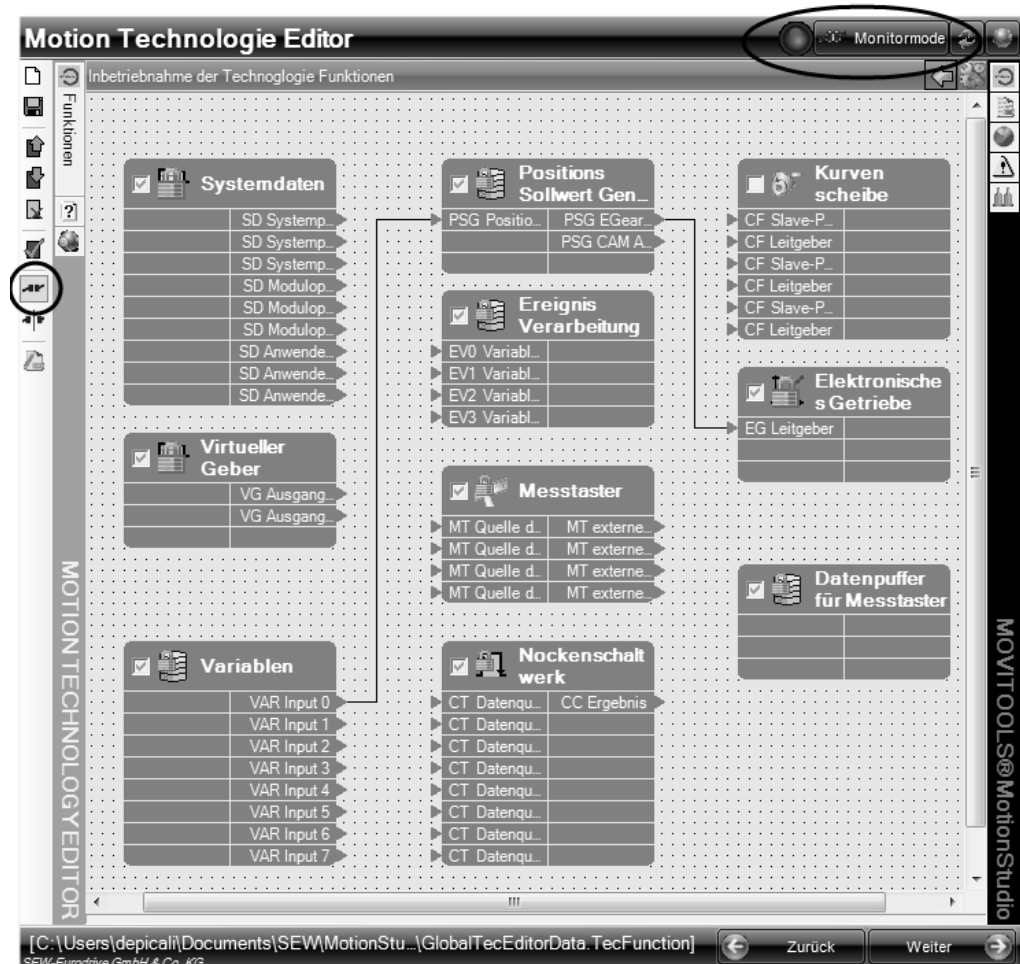 Motion Technologie Editor
Monitormode
Inbetriebnahme der Technoglogie Funktionen
Funktionen
MOTION TECHNOLOGY EDITOR
Systemdaten
SD Systemp...
SD Systemp...
SD Systemp...
SD Modulop...
SD Modulop...
SD Modulop...
SD Anwende...
SD Anwende...
SD Anwende...
Virtueller
Geber
VG Ausgang...
VG Ausgang...
Variablen
VAR Input 0
VAR Input 1
VAR Input 2
VAR Input 3
VAR Input 4
VAR Input 5
VAR Input 6
VAR Input 7
Positions
Sollwert Gen...
PSG Positio... PSG EGear...
PSG CAM A...
Ereignis
Verarbeitung
EV0 Variabl...
EV1 Variabl...
EV2 Variabl...
EV3 Variabl...
Messtaster
MT Quelle d... MT externe...
MT Quelle d... MT externe...
MT Quelle d... MT externe...
MT Quelle d... MT externe...
Nockenschalt
werk
CT Datenqu... CC Ergebnis
CT Datenqu...
CT Datenqu...
CT Datenqu...
CT Datenqu...
CT Datenqu...
CT Datenqu...
CT Datenqu...
Kurven
scheibe
CF Slave-P...
CF Leitgeber
CF Slave-P...
CF Leitgeber
CF Slave-P...
CF Leitgeber
Elektronische
s Getriebe
EG Leitgeber
Datenpuffer
für Messtaster
MOVITOOLS®MotionStudio
[C:\Users\depicali\Documents\SEW\MotionStu...\GlobalTecEditorData.TecFunction]
Zurück
Weiter
SEW-Eurodrive GmbH & Co. KG